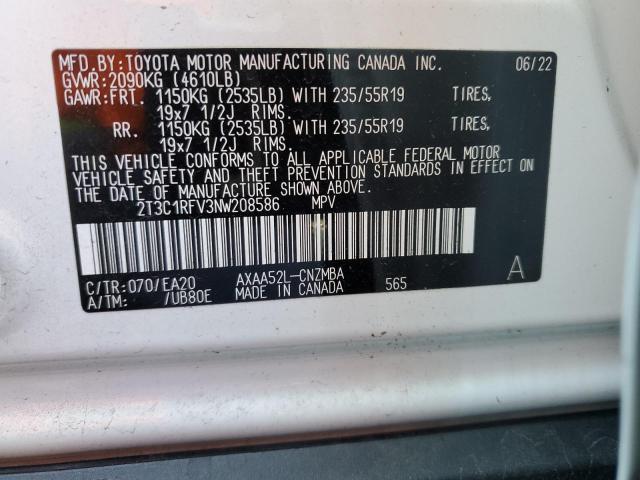 MFD.BY:TOYOTA MOTOR MANUFACTURING CANADA INC. 06/22
GVWR:2090KG (4610LB)
GAWR:FRT. 1150KG (2535LB) WITH 235/55R19 TIRES,
19x7 1/2J RIMS.
RR. 1150KG (2535LB) WITH 235/55R19 TIRES,
19x7 1/2J RIMS.
THIS VEHICLE CONFORMS TO ALL APPLICABLE FEDERAL MOTOR
VEHICLE SAFETY AND THEFT PREVENTION STANDARDS IN EFFECT ON
DATE OF MANUFACTURE SHOWN ABOVE.
2T3C1RFV3NW208586 MPV
C/TR:070/EA20 AXAA52L-CNZMBA 565 A
A/TM: /UB80E MADE IN CANADA